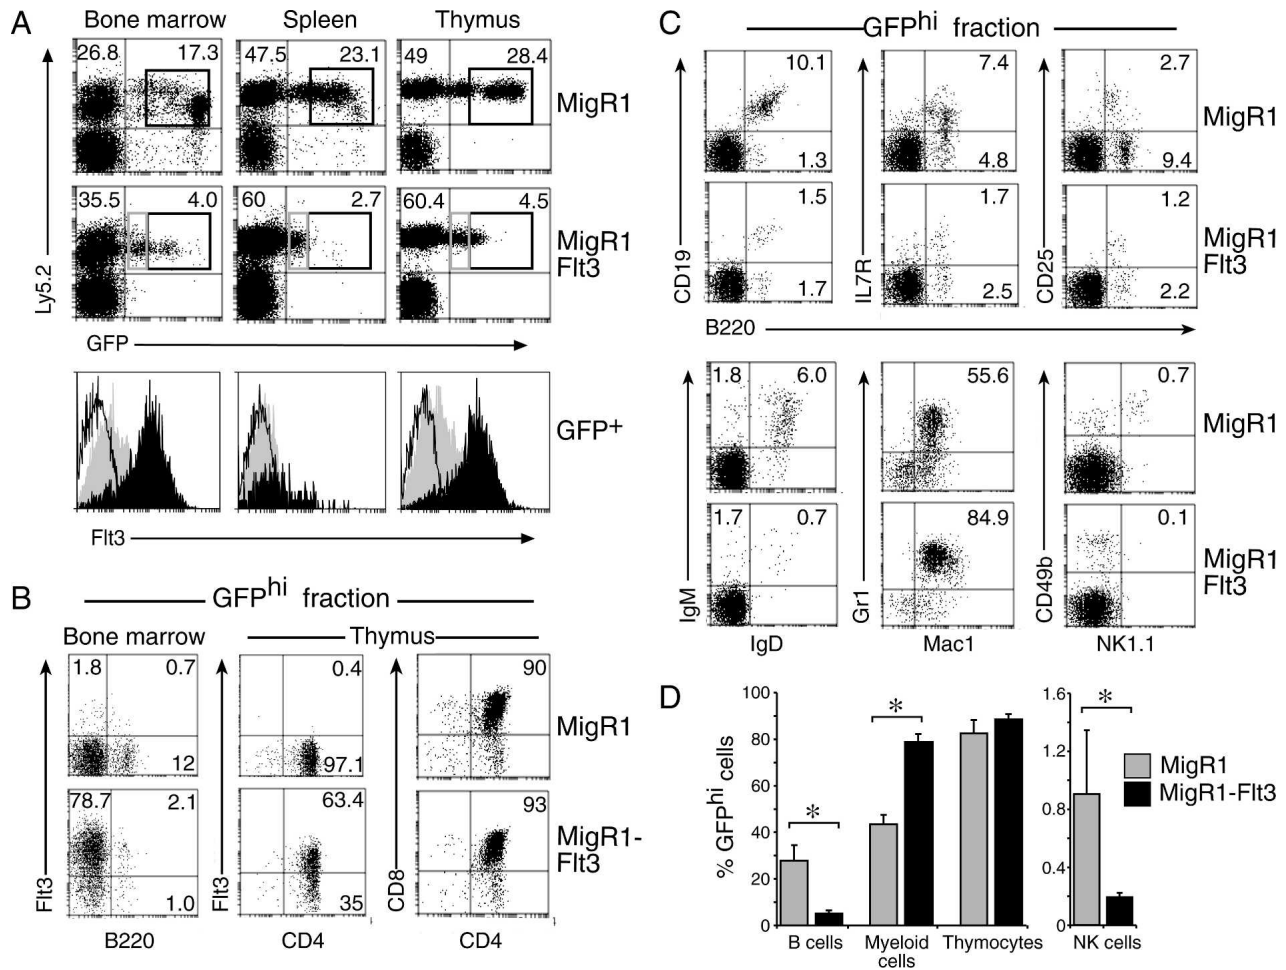 A
Bone marrow
Spleen
Thymus
26.8 17.3
47.5 23.1
49 28.4
MigR1
35.5 4.0
60 2.7
60.4 4.5
MigR1
Flt3
Ly5.2
GFP
GFP+
Flt3
B
GFPhi fraction
Bone marrow
Thymus
1.8 0.7
12
0.4
97.1
90
MigR1
78.7 2.1
1.0
63.4
35
93
MigR1-
Flt3
Flt3
Flt3
CD8
B220
CD4
CD4
C
GFPhi fraction
10.1
1.3
7.4
4.8
2.7
9.4
MigR1
1.5
1.7
1.7
2.5
1.2
2.2
MigR1
Flt3
CD19
IL7R
CD25
B220
1.8 6.0
55.6
0.7
MigR1
1.7 0.7
84.9
0.1
MigR1
Flt3
IgM
Gr1
CD49b
IgD
Mac1
NK1.1
D
% GFPhi cells
100
80
60
40
20
0
*
*
B cells
Myeloid
cells
Thymocytes
1.6
1.2
0.8
0.4
0
*
NK cells
MigR1
MigR1-Flt3